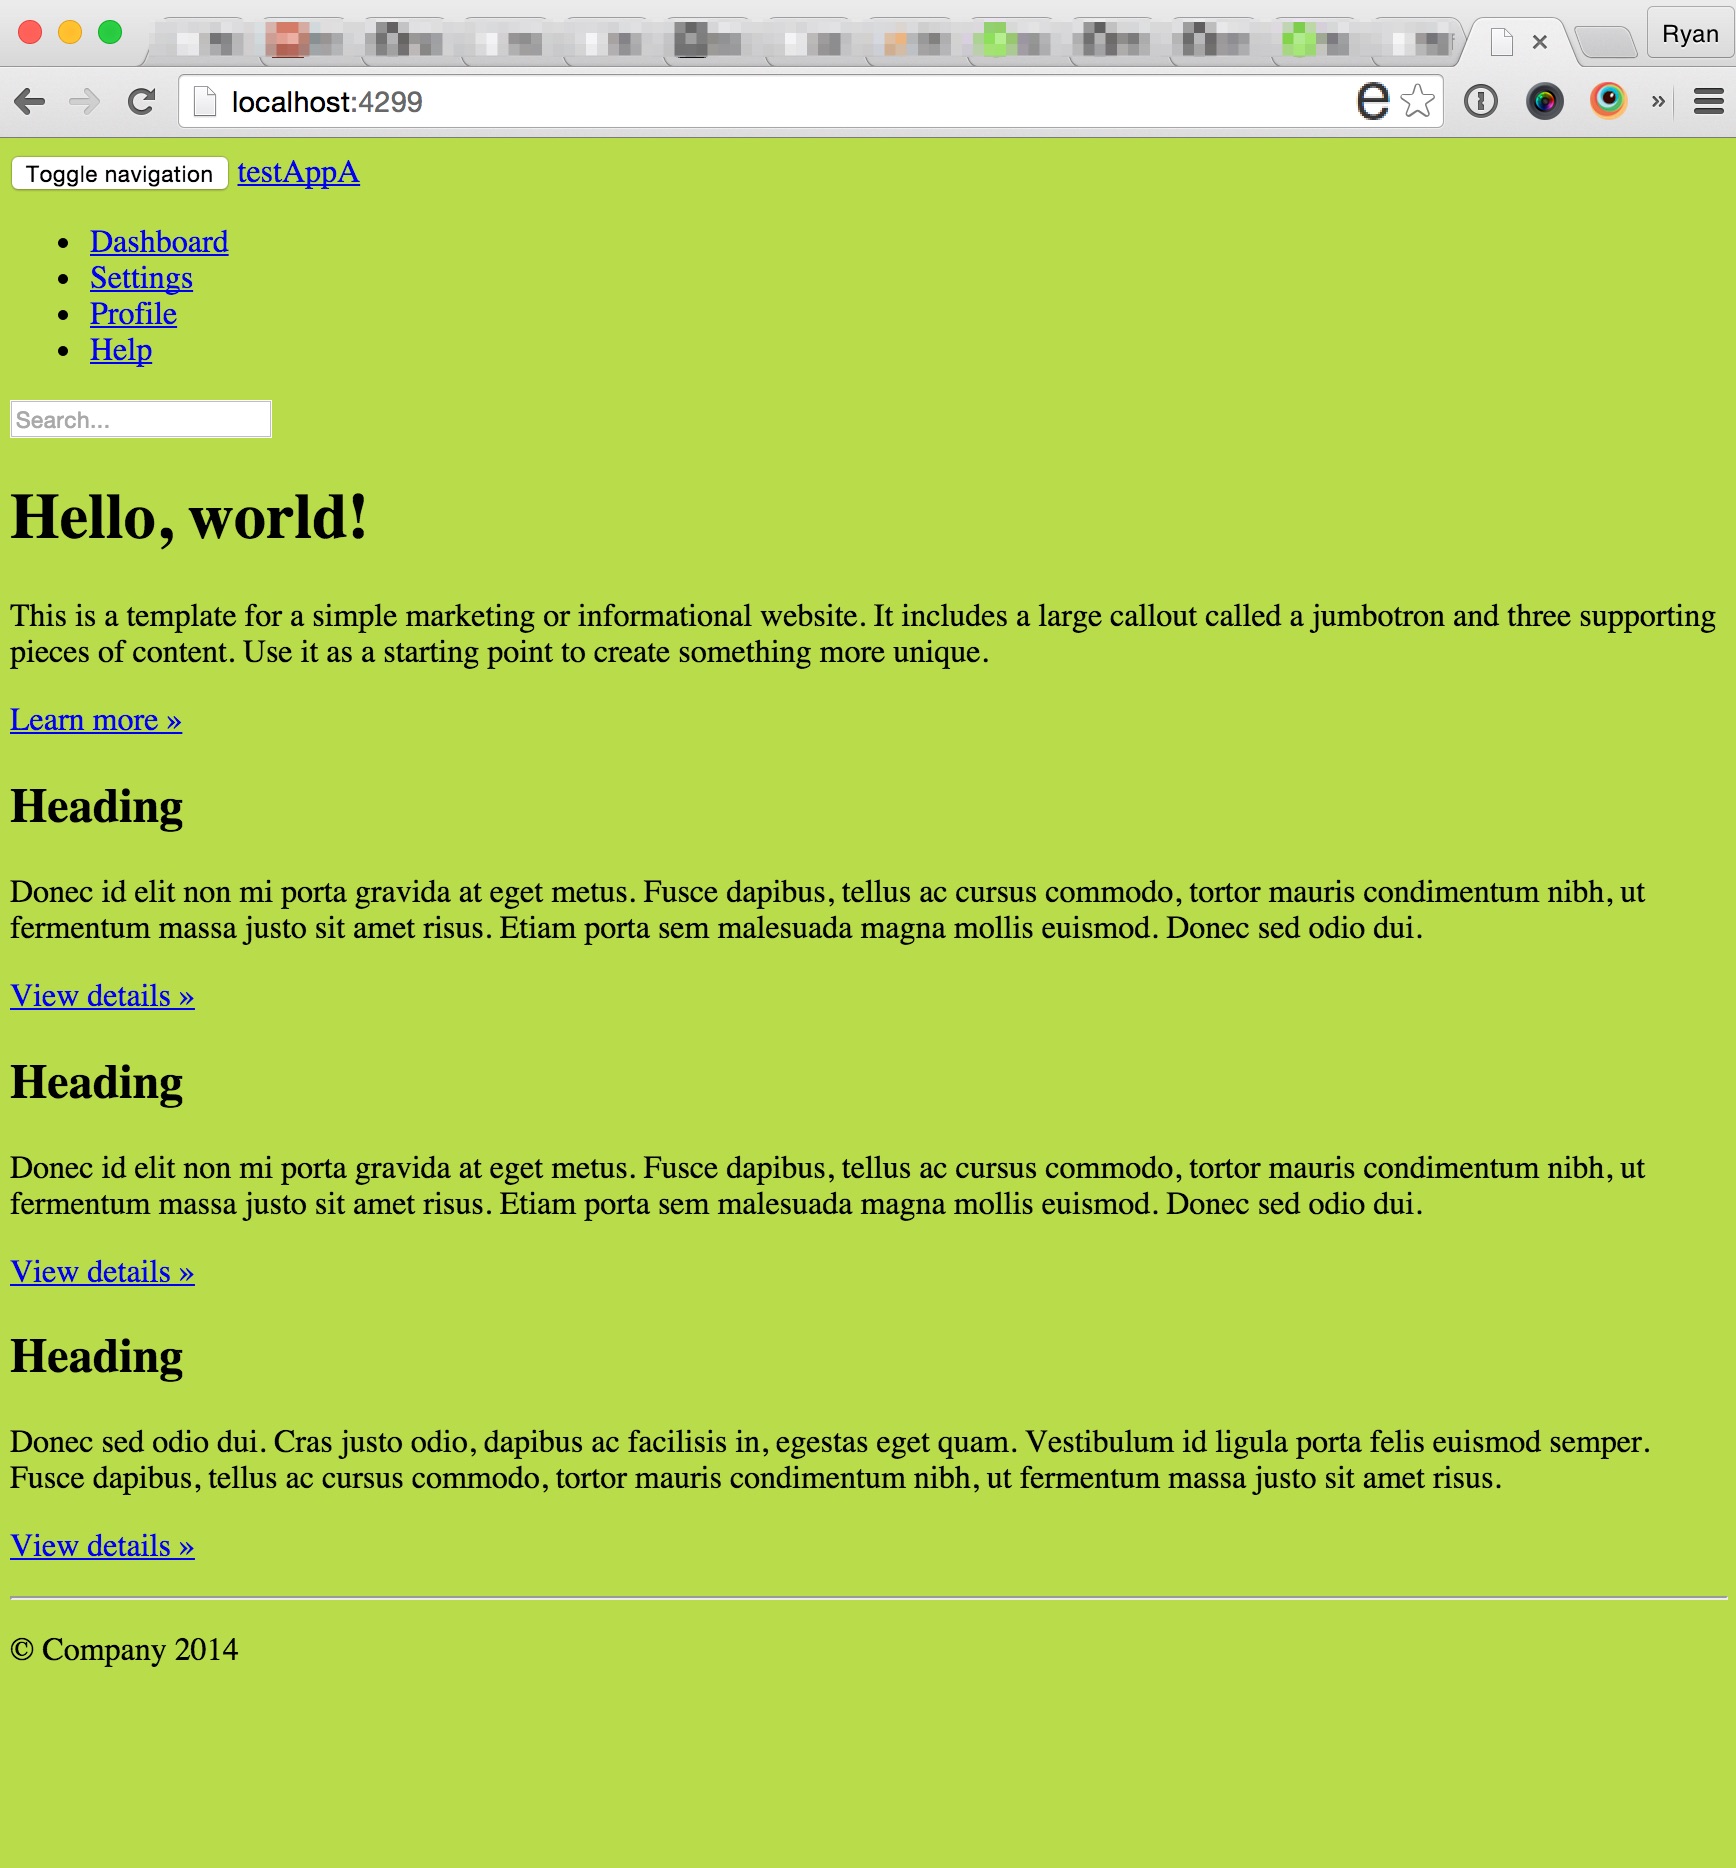 Ryan
localhost:4299
Toggle navigation testAppA
Dashboard
Settings
Profile
Help
Search...
Hello, world!
This is a template for a simple marketing or informational website. It includes a large callout called a jumbotron and three supporting
pieces of content. Use it as a starting point to create something more unique.
Learn more »
Heading
Donec id elit non mi porta gravida at eget metus. Fusce dapibus, tellus ac cursus commodo, tortor mauris condimentum nibh, ut
fermentum massa justo sit amet risus. Etiam porta sem malesuada magna mollis euismod. Donec sed odio dui.
View details »
Heading
Donec id elit non mi porta gravida at eget metus. Fusce dapibus, tellus ac cursus commodo, tortor mauris condimentum nibh, ut
fermentum massa justo sit amet risus. Etiam porta sem malesuada magna mollis euismod. Donec sed odio dui.
View details »
Heading
Donec sed odio dui. Cras justo odio, dapibus ac facilisis in, egestas eget quam. Vestibulum id ligula porta felis euismod semper.
Fusce dapibus, tellus ac cursus commodo, tortor mauris condimentum nibh, ut fermentum massa justo sit amet risus.
View details »
© Company 2014